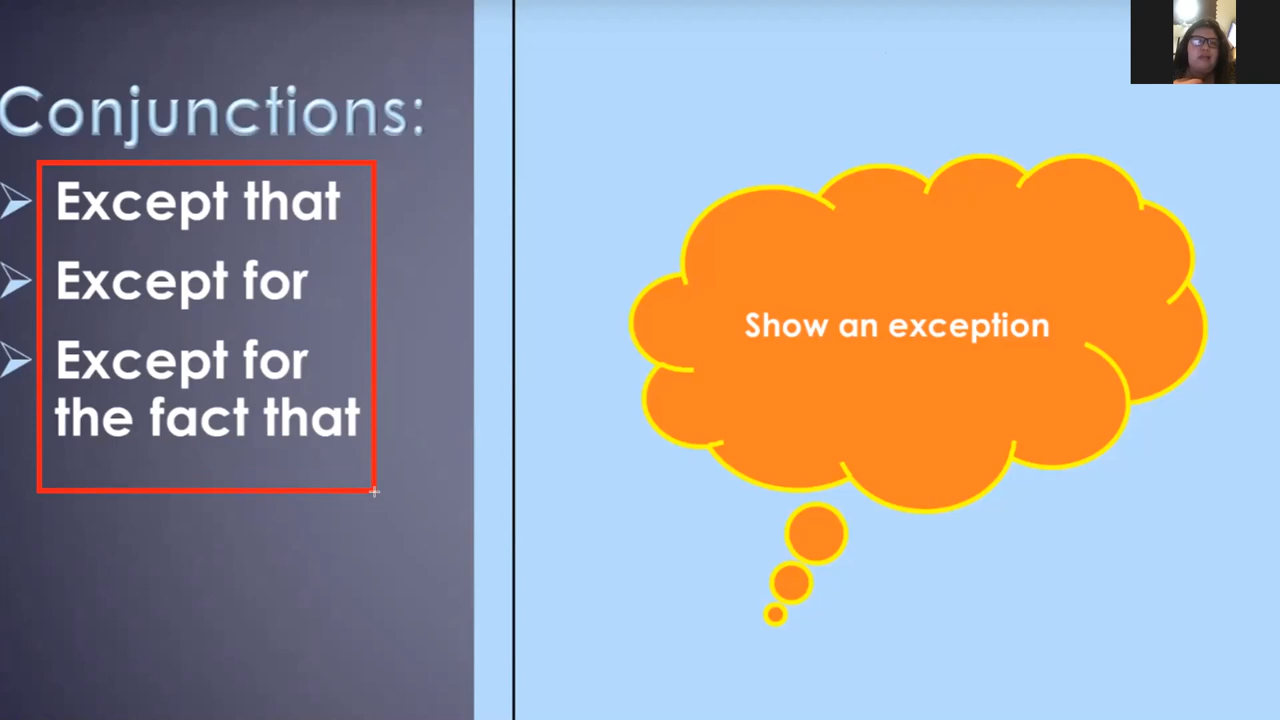 Conjunctions:
Except that
Except for
Except for
the fact that
Show an exception